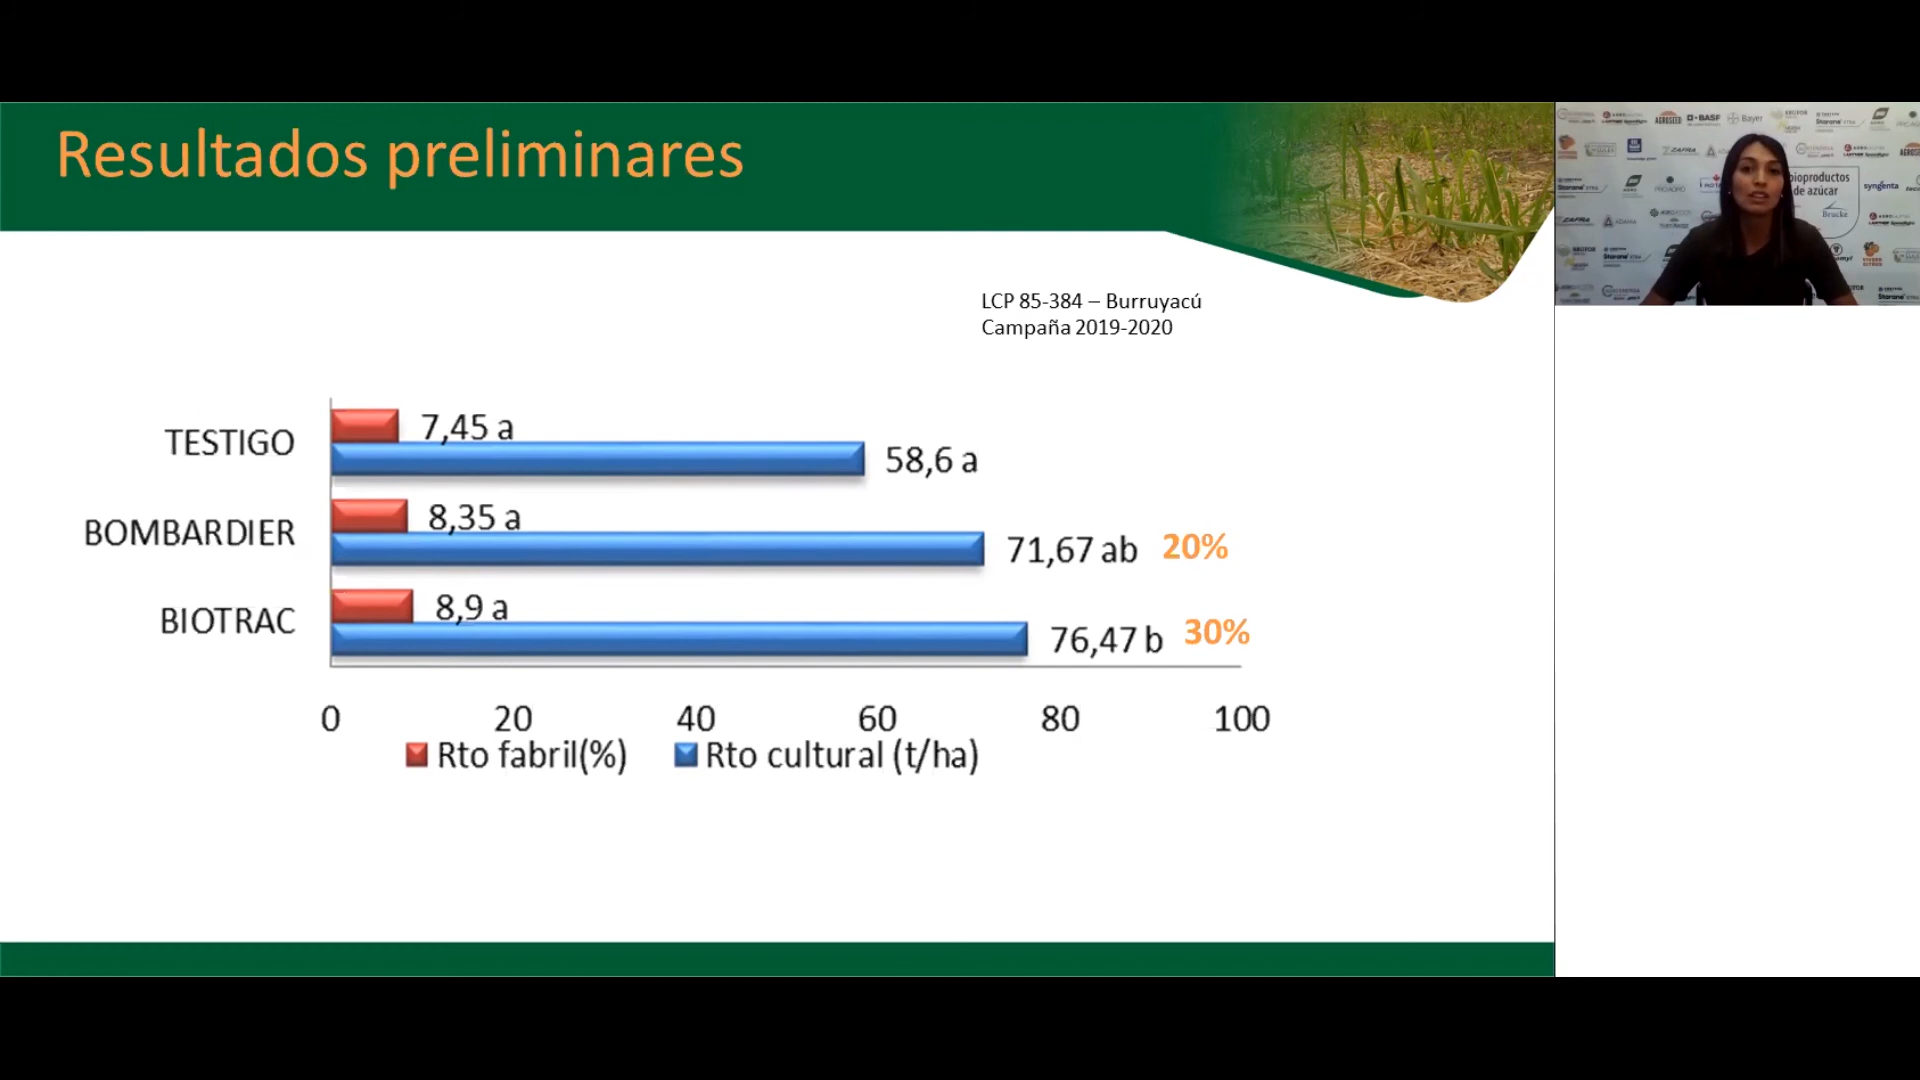 Resultados preliminares
LCP 85-384 – Burruyacú
Campaña 2019-2020
TESTIGO
7,45 a
58,6 a
BOMBARDIER
8,35 a
71,67 ab 20%
BIOTRAC
8,9 a
76,47 b 30%
0 20 40 60 80 100
Rto fabril(%) Rto cultural (t/ha)
BASF
Bayer
ZAFRA
bioproductos
de azúcar
syngenta